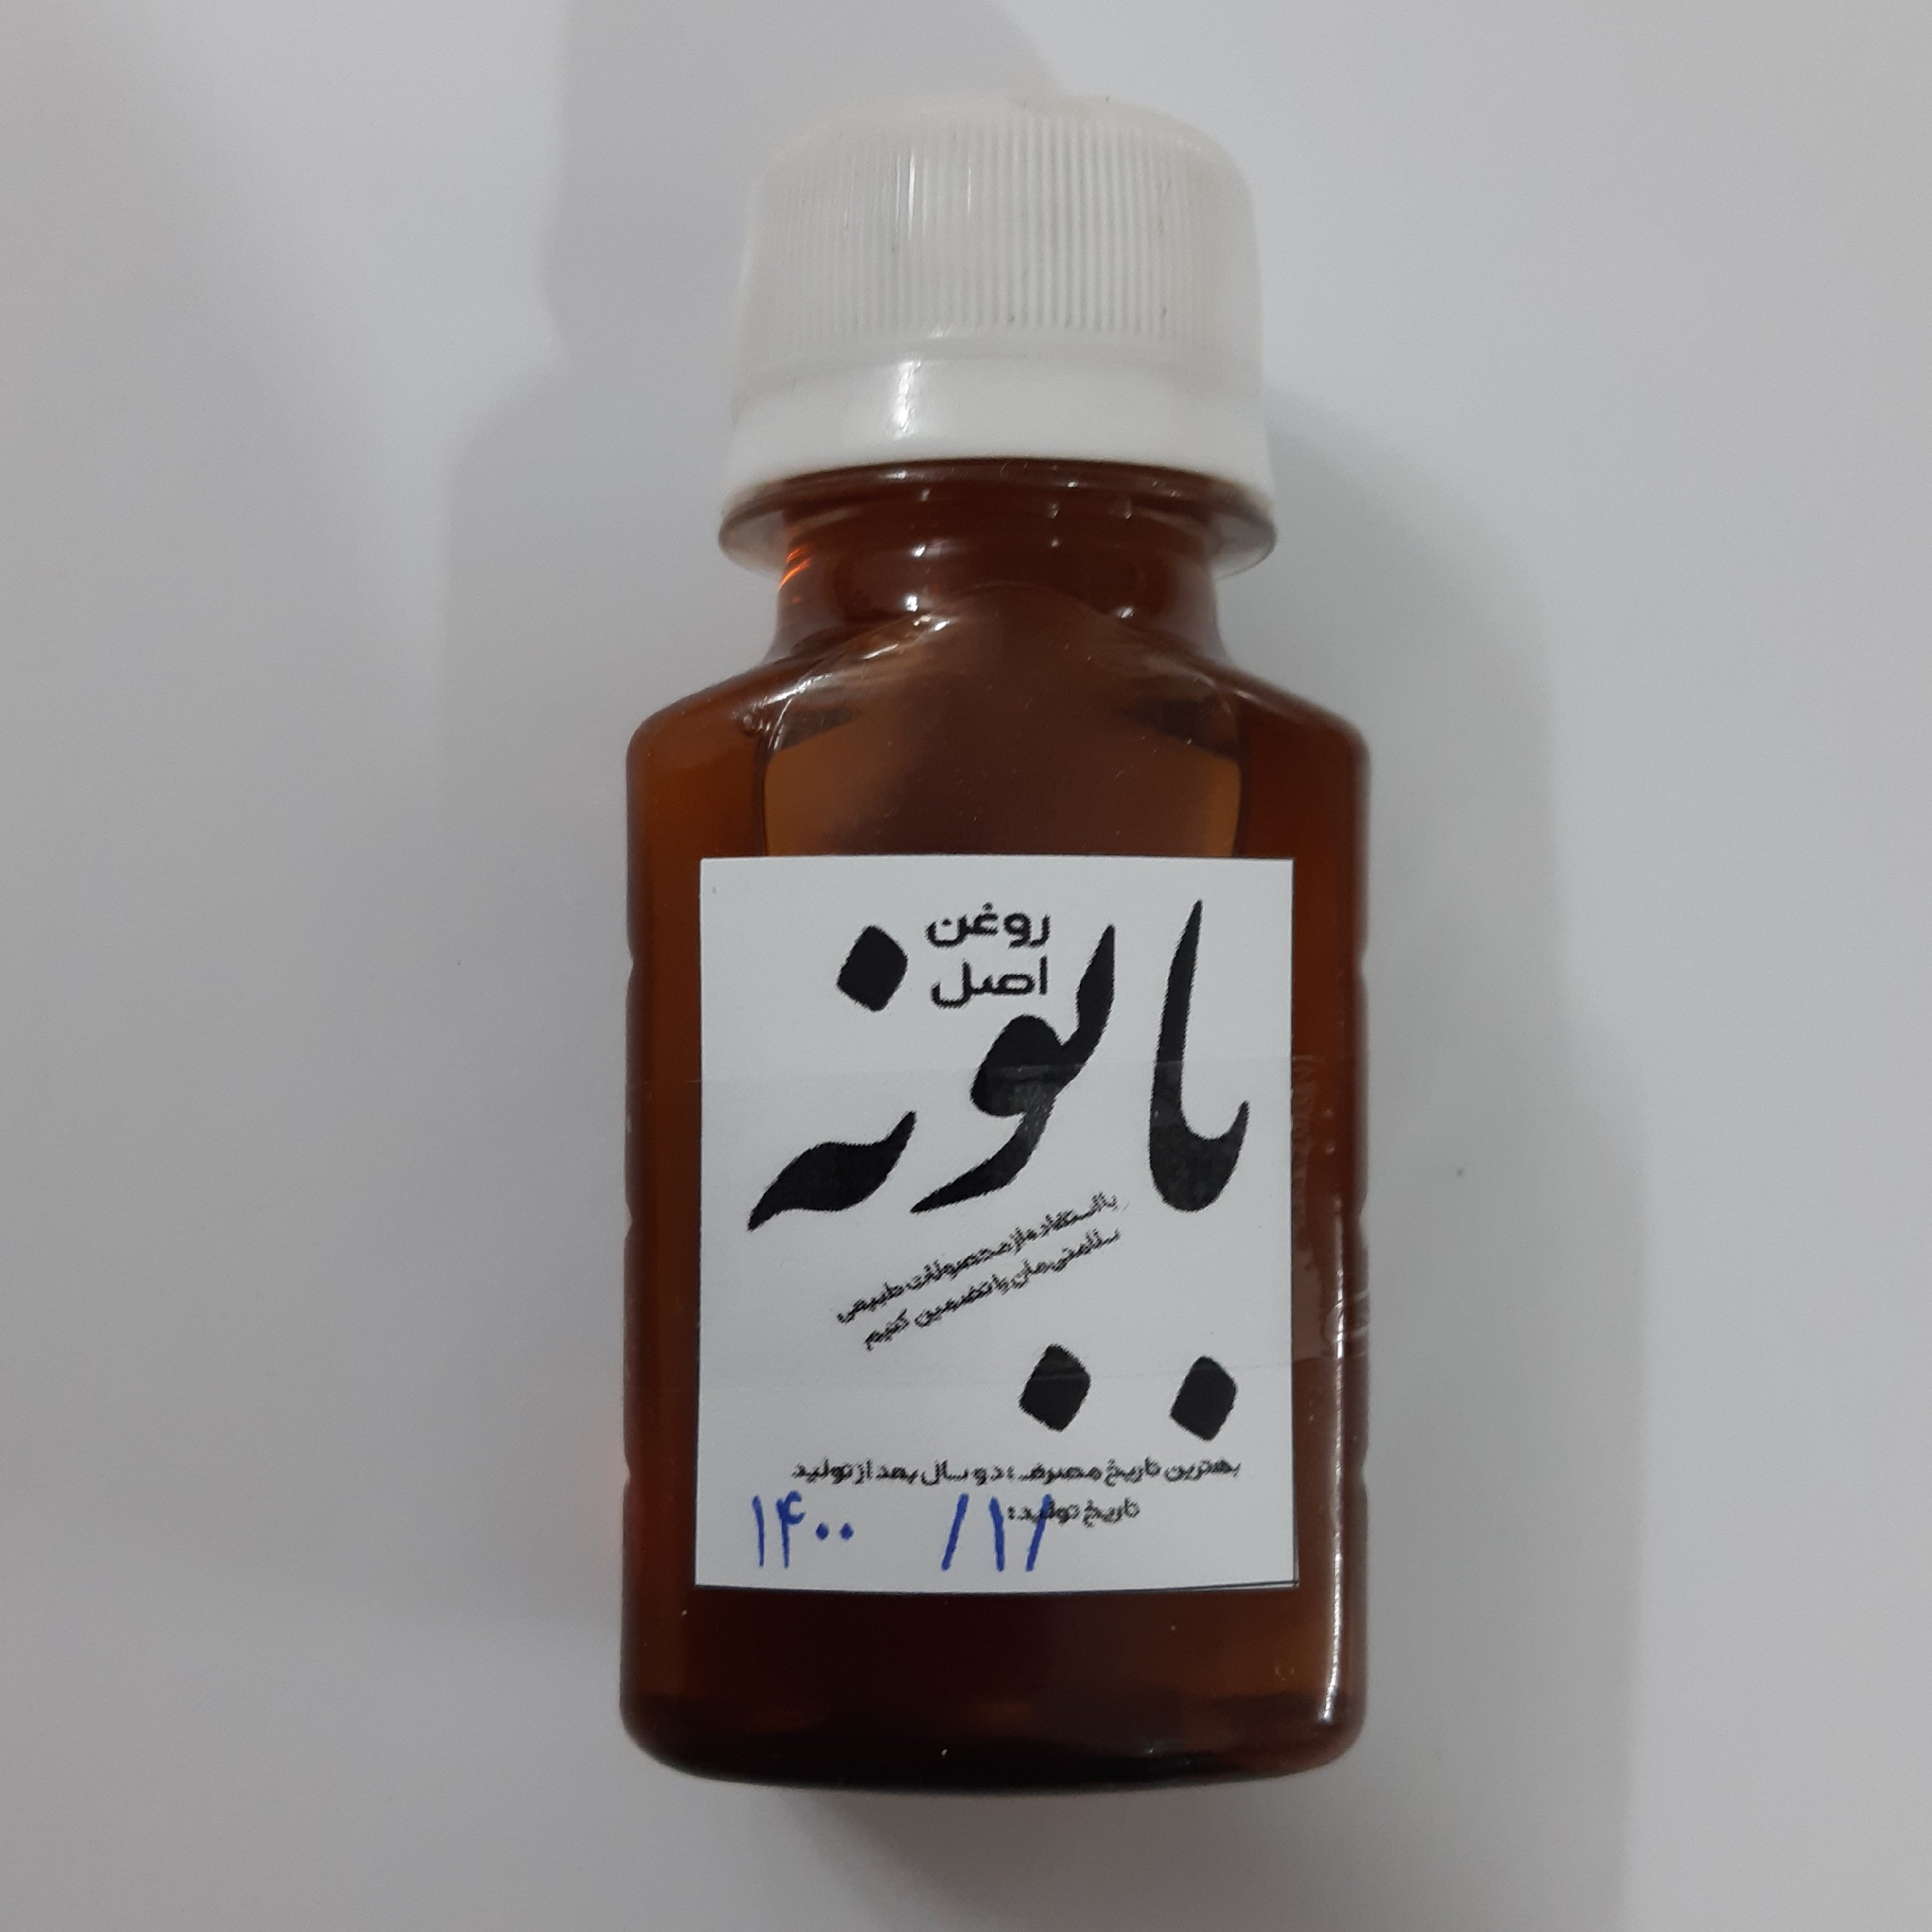 روغن
اصل
بابونه
با استفاده از محصولات طبیعی
سلامتی مان را تضمین کنیم
بهترین تاریخ مصرف: دو سال بعد از تولید
تاریخ تولید: /۱/ ۱۴۰۰